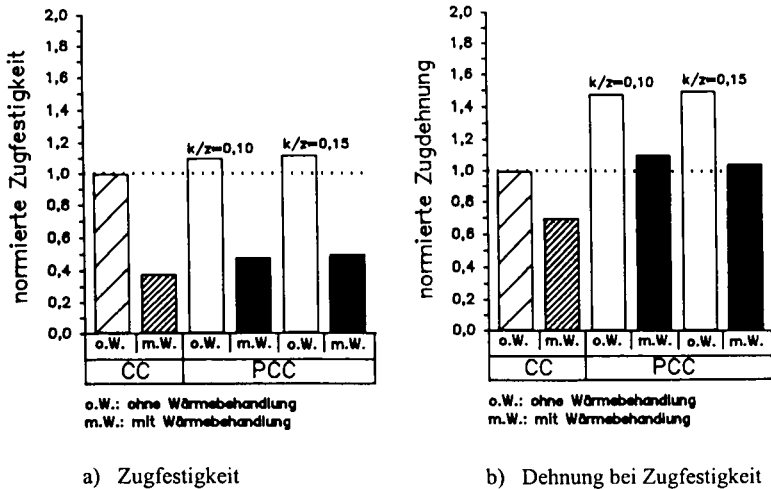 normierte Zugfestigkeit
2,0
1,8
1,6
1,4
1,2
1,0
0,8
0,6
0,4
0,2
0,0
k/z=0,10
k/z=0,15
o.W. m.W. o.W. m.W. o.W. m.W.
CC PCC
o.W.: ohne Wärmebehandlung
m.W.: mit Wärmebehandlung
a) Zugfestigkeit
normierte Zugdehnung
2,0
1,8
1,6
1,4
1,2
1,0
0,8
0,6
0,4
0,2
0,0
k/z=0,10
k/z=0,15
o.W. m.W. o.W. m.W. o.W. m.W.
CC PCC
o.W.: ohne Wärmebehandlung
m.W.: mit Wärmebehandlung
b) Dehnung bei Zugfestigkeit